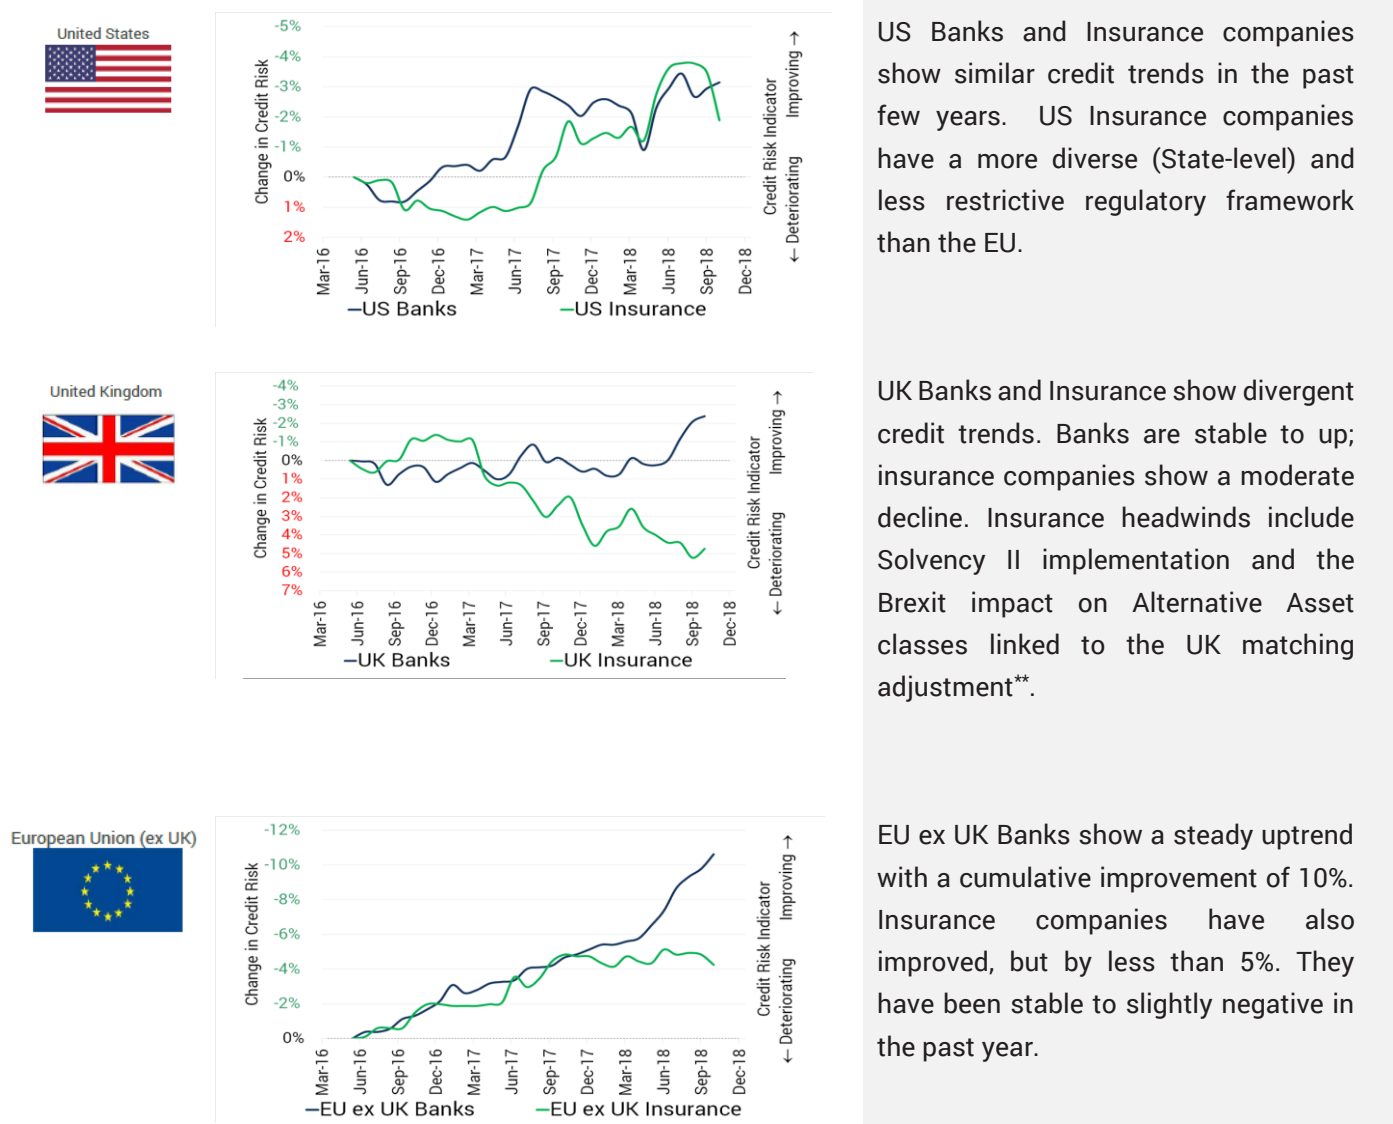 United States
-5%
-4%
-3%
-2%
-1%
0%
1%
2%
Change in Credit Risk
Mar-16
Jun-16
Sep-16
Dec-16
Mar-17
Jun-17
Sep-17
Dec-17
Mar-18
Jun-18
Sep-18
Dec-18
Credit Risk Indicator
← Deteriorating Improving →
US Banks
US Insurance
US Banks and Insurance companies
show similar credit trends in the past
few years. US Insurance companies
have a more diverse (State-level) and
less restrictive regulatory framework
than the EU.
United Kingdom
-4%
-3%
-2%
-1%
0%
1%
2%
3%
4%
5%
6%
7%
Change in Credit Risk
Mar-16
Jun-16
Sep-16
Dec-16
Mar-17
Jun-17
Sep-17
Dec-17
Mar-18
Jun-18
Sep-18
Dec-18
Credit Risk Indicator
← Deteriorating Improving →
UK Banks
UK Insurance
UK Banks and Insurance show divergent
credit trends. Banks are stable to up;
insurance companies show a moderate
decline. Insurance headwinds include
Solvency II implementation and the
Brexit impact on Alternative Asset
classes linked to the UK matching
adjustment**.
European Union (ex UK)
-12%
-10%
-8%
-6%
-4%
-2%
0%
Change in Credit Risk
Mar-16
Jun-16
Sep-16
Dec-16
Mar-17
Jun-17
Sep-17
Dec-17
Mar-18
Jun-18
Sep-18
Dec-18
Credit Risk Indicator
← Deteriorating Improving →
EU ex UK Banks
EU ex UK Insurance
EU ex UK Banks show a steady uptrend
with a cumulative improvement of 10%.
Insurance companies have also
improved, but by less than 5%. They
have been stable to slightly negative in
the past year.